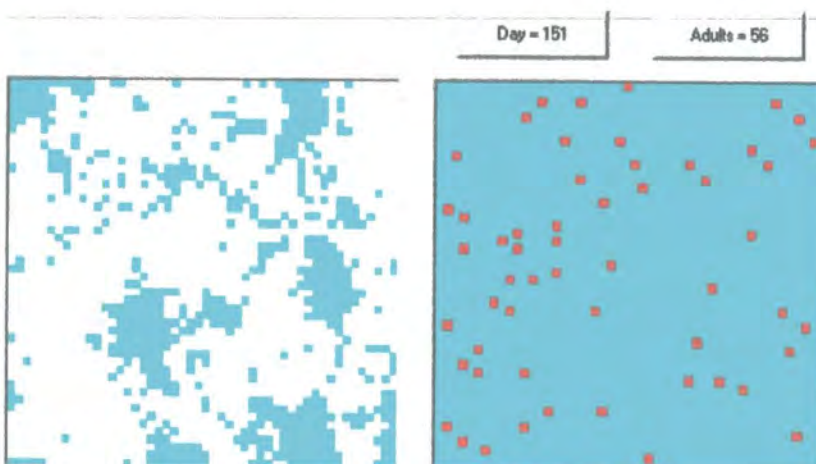 Day = 151
Adults = 56